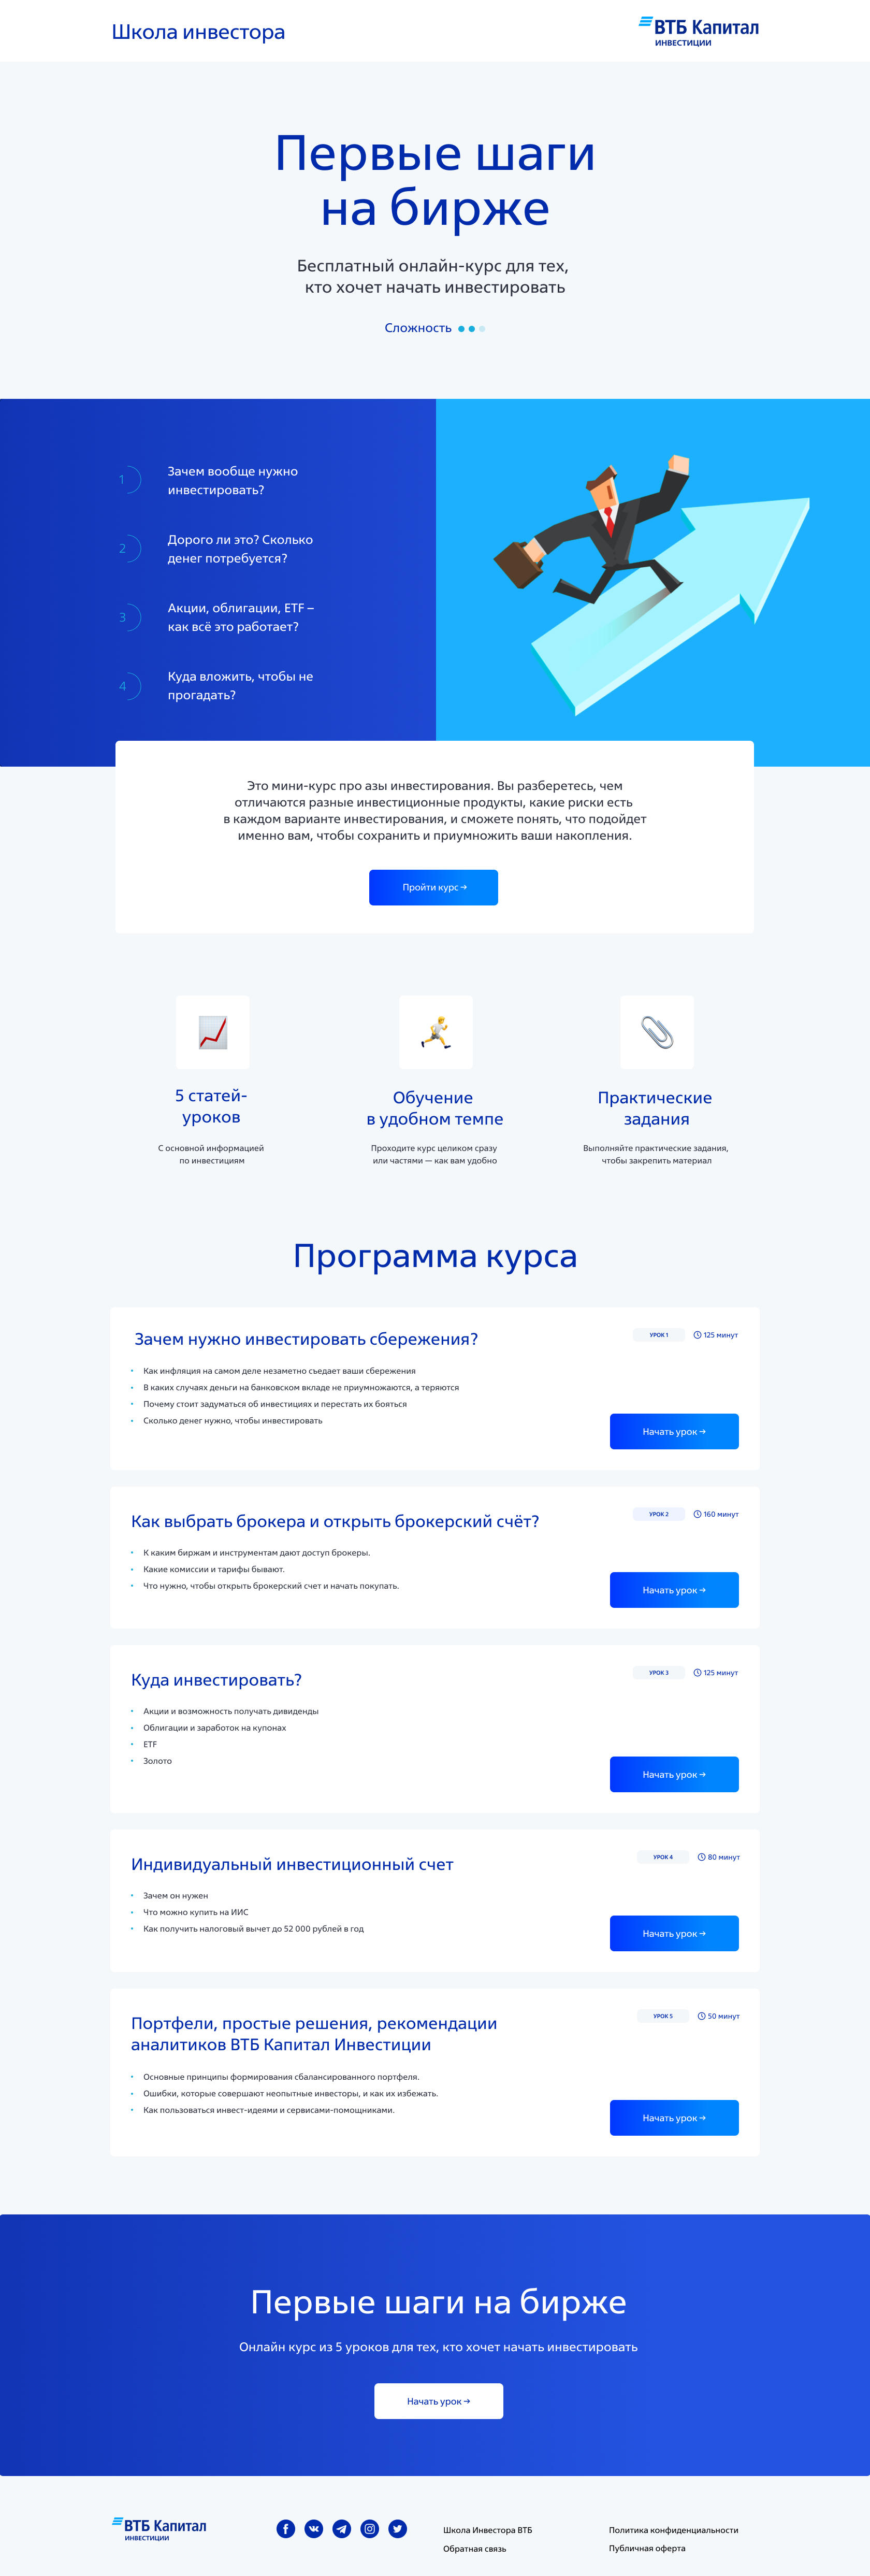 Школа инвестора
ВТБ Капитал
ИНВЕСТИЦИИ
Первые шаги
на бирже
Бесплатный онлайн-курс для тех,
кто хочет начать инвестировать
Сложность
1
Зачем вообще нужно
инвестировать?
2
Дорого ли это? Сколько
денег потребуется?
3
Акции, облигации, ETF –
как всё это работает?
4
Куда вложить, чтобы не
прогадать?
Это мини-курс про азы инвестирования. Вы разберетесь, чем
отличаются разные инвестиционные продукты, какие риски есть
в каждом варианте инвестирования, и сможете понять, что подойдет
именно вам, чтобы сохранить и приумножить ваши накопления.
Пройти курс →
5 статей-
уроков
С основной информацией
по инвестициям
Обучение
в удобном темпе
Проходите курс целиком сразу
или частями — как вам удобно
Практические
задания
Выполняйте практические задания,
чтобы закрепить материал
Программа курса
Зачем нужно инвестировать сбережения?
УРОК 1
125 минут
• Как инфляция на самом деле незаметно съедает ваши сбережения
• В каких случаях деньги на банковском вкладе не приумножаются, а теряются
• Почему стоит задуматься об инвестициях и перестать их бояться
• Сколько денег нужно, чтобы инвестировать
Начать урок →
Как выбрать брокера и открыть брокерский счёт?
УРОК 2
160 минут
• К каким биржам и инструментам дают доступ брокеры.
• Какие комиссии и тарифы бывают.
• Что нужно, чтобы открыть брокерский счет и начать покупать.
Начать урок →
Куда инвестировать?
УРОК 3
125 минут
• Акции и возможность получать дивиденды
• Облигации и заработок на купонах
• ETF
• Золото
Начать урок →
Индивидуальный инвестиционный счет
УРОК 4
80 минут
• Зачем он нужен
• Что можно купить на ИИС
• Как получить налоговый вычет до 52 000 рублей в год
Начать урок →
Портфели, простые решения, рекомендации
аналитиков ВТБ Капитал Инвестиции
УРОК 5
50 минут
• Основные принципы формирования сбалансированного портфеля.
• Ошибки, которые совершают неопытные инвесторы, и как их избежать.
• Как пользоваться инвест-идеями и сервисами-помощниками.
Начать урок →
Первые шаги на бирже
Онлайн курс из 5 уроков для тех, кто хочет начать инвестировать
Начать урок →
ВТБ Капитал
ИНВЕСТИЦИИ
Школа Инвестора ВТБ
Обратная связь
Политика конфиденциальности
Публичная оферта